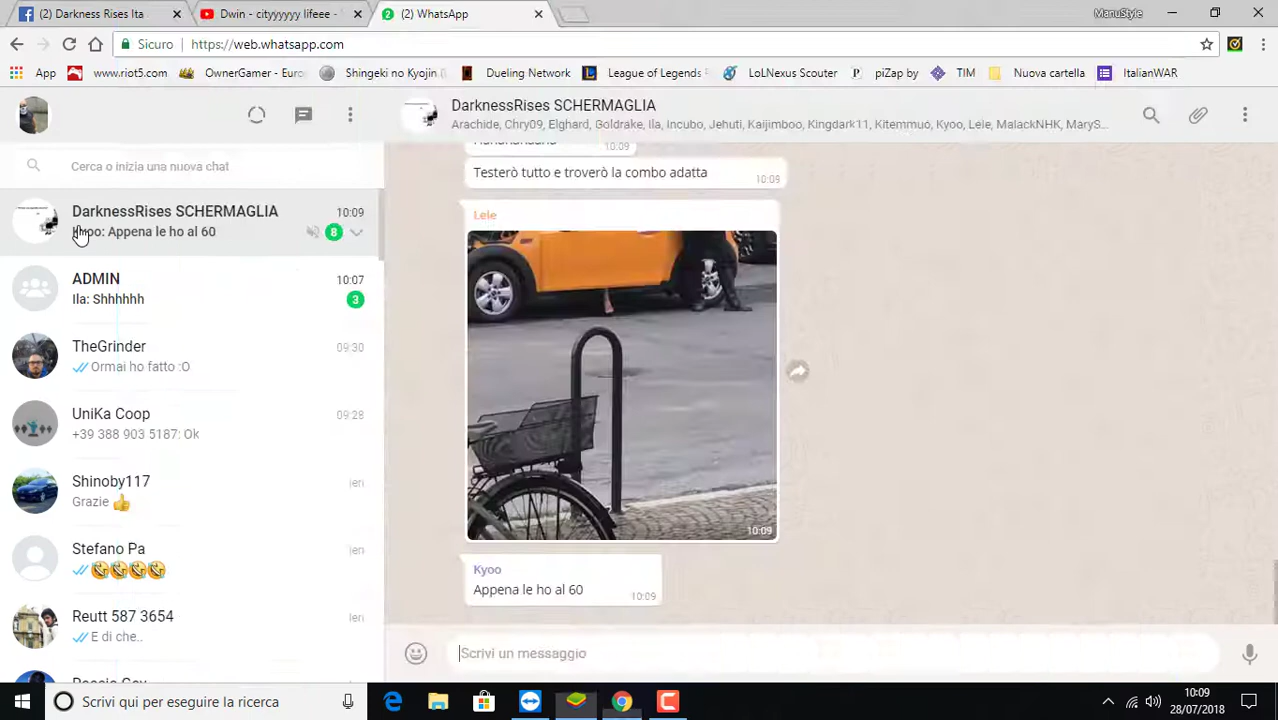 (2) Darkness Rises Ita
Dwin - cityyyyyy lifeee -
(2) WhatsApp
ManuStyle
Sicuro
https://web.whatsapp.com
App
www.riot5.com
OwnerGamer - Euro
Shingeki no Kyojin (
Dueling Network
League of Legends
LoLNexus Scouter
piZap by
TIM
Nuova cartella
ItalianWAR
DarknessRises SCHERMAGLIA
Arachide, Chry09, Elghard, Goldrake, Ila, Incubo, Jehuti, Kaijimboo, Kingdark11, Kitemmuo, Kyoo, Lele, MalackNHK, MaryS...
Cerca o inizia una nuova chat
DarknessRises SCHERMAGLIA 10:09
Appena le ho al 60 8
ADMIN 10:07
Ila: Shhhhhh 3
TheGrinder 09:30
Ormai ho fatto :O
UniKa Coop 09:28
+39 388 903 5187: Ok
Shinoby117 Ieri
Grazie 👍
Stefano Pa Ieri
🤣🤣🤣🤣
Reutt 587 3654 Ieri
E di che..
10:09
Testerò tutto e troverò la combo adatta 10:09
Lele
10:09
Kyoo
Appena le ho al 60 10:09
Scrivi un messaggio
Scrivi qui per eseguire la ricerca
10:09
28/07/2018